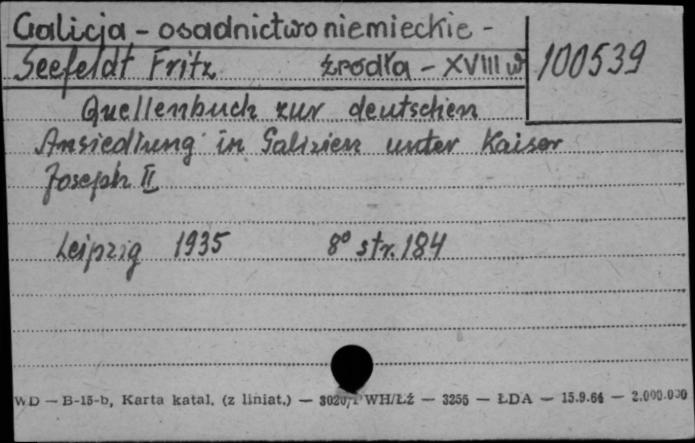 Galicja - osadnictwo niemieckie -
Seefeldt Fritz źródła - XVIII w
100539
Quellenbuch zur deutschen
Ansiedlung in Galizien unter Kaiser
Joseph II
Leipzig 1935 8° str. 184
WD — B-15-b, Karta katal. (z liniat.) — WH/ŁŹ — 3255 — ŁDA — 15.9.64 — 2.000.000